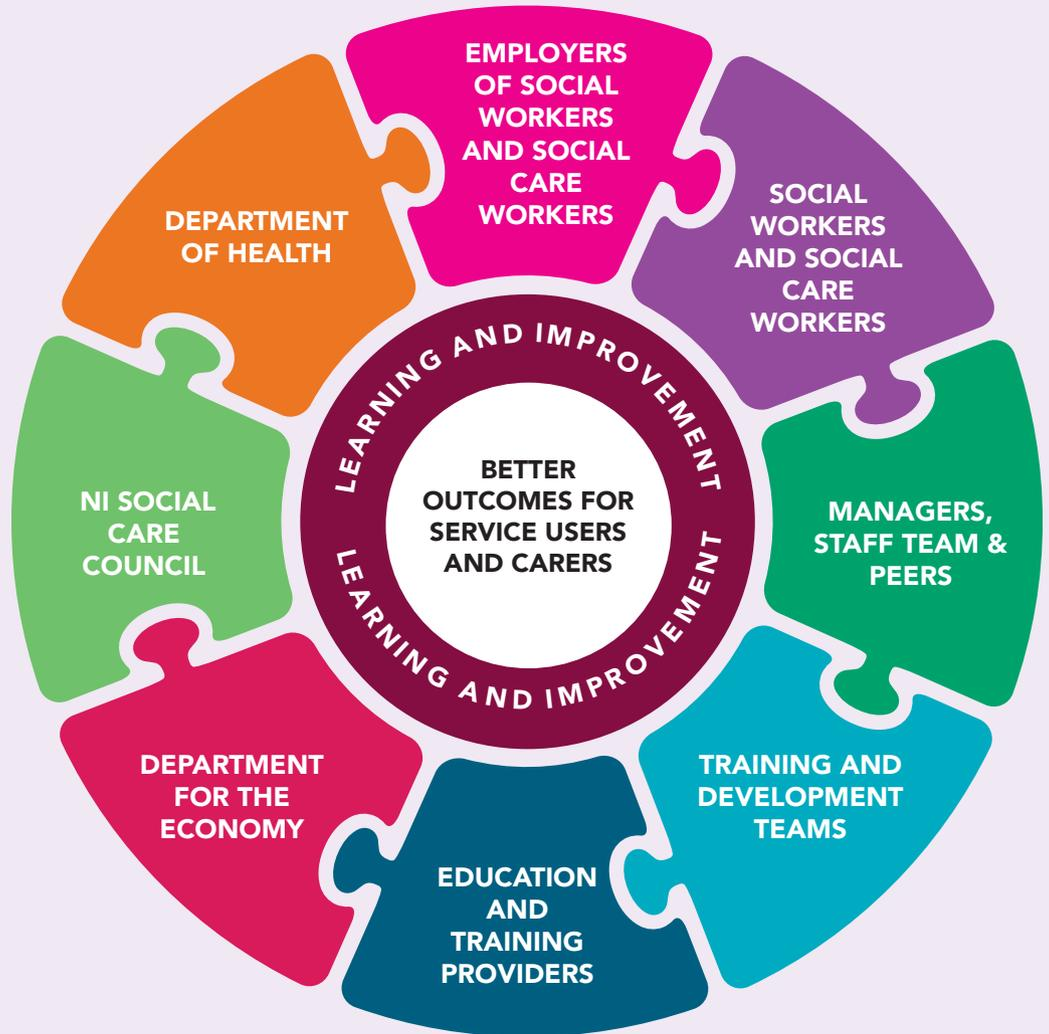 EMPLOYERS
OF SOCIAL
WORKERS
AND SOCIAL
CARE
WORKERS
SOCIAL
WORKERS
AND SOCIAL
CARE
WORKERS
MANAGERS,
STAFF TEAM &
PEERS
TRAINING AND
DEVELOPMENT
TEAMS
EDUCATION
AND
TRAINING
PROVIDERS
DEPARTMENT
FOR THE
ECONOMY
NI SOCIAL
CARE
COUNCIL
DEPARTMENT
OF HEALTH
LEARNING AND IMPROVEMENT
BETTER
OUTCOMES FOR
SERVICE USERS
AND CARERS
LEARNING AND IMPROVEMENT